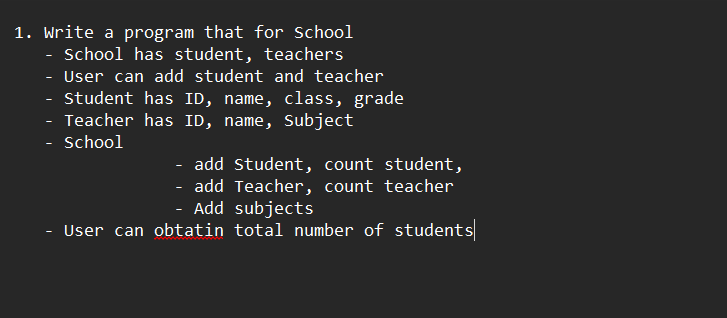 1. Write a program that for School
- School has student, teachers
- User can add student and teacher
- Student has ID, name, class, grade
- Teacher has ID, name, Subject
- School
- add Student, count student,
- add Teacher, count teacher
- Add subjects
- User can obtatin total number of students